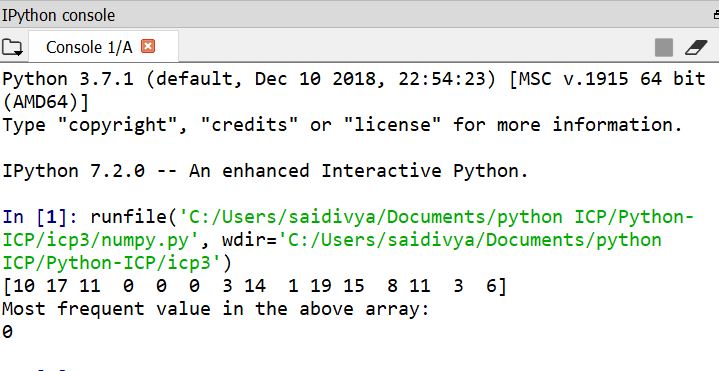 IPython console
Console 1/A
Python 3.7.1 (default, Dec 10 2018, 22:54:23) [MSC v.1915 64 bit
(AMD64)]
Type "copyright", "credits" or "license" for more information.
IPython 7.2.0 -- An enhanced Interactive Python.
In [1]: runfile('C:/Users/saidivya/Documents/python ICP/Python-
ICP/icp3/numpy.py', wdir='C:/Users/saidivya/Documents/python
ICP/Python-ICP/icp3')
[10 17 11  0  0  0  3 14  1 19 15  8 11  3  6]
Most frequent value in the above array:
0